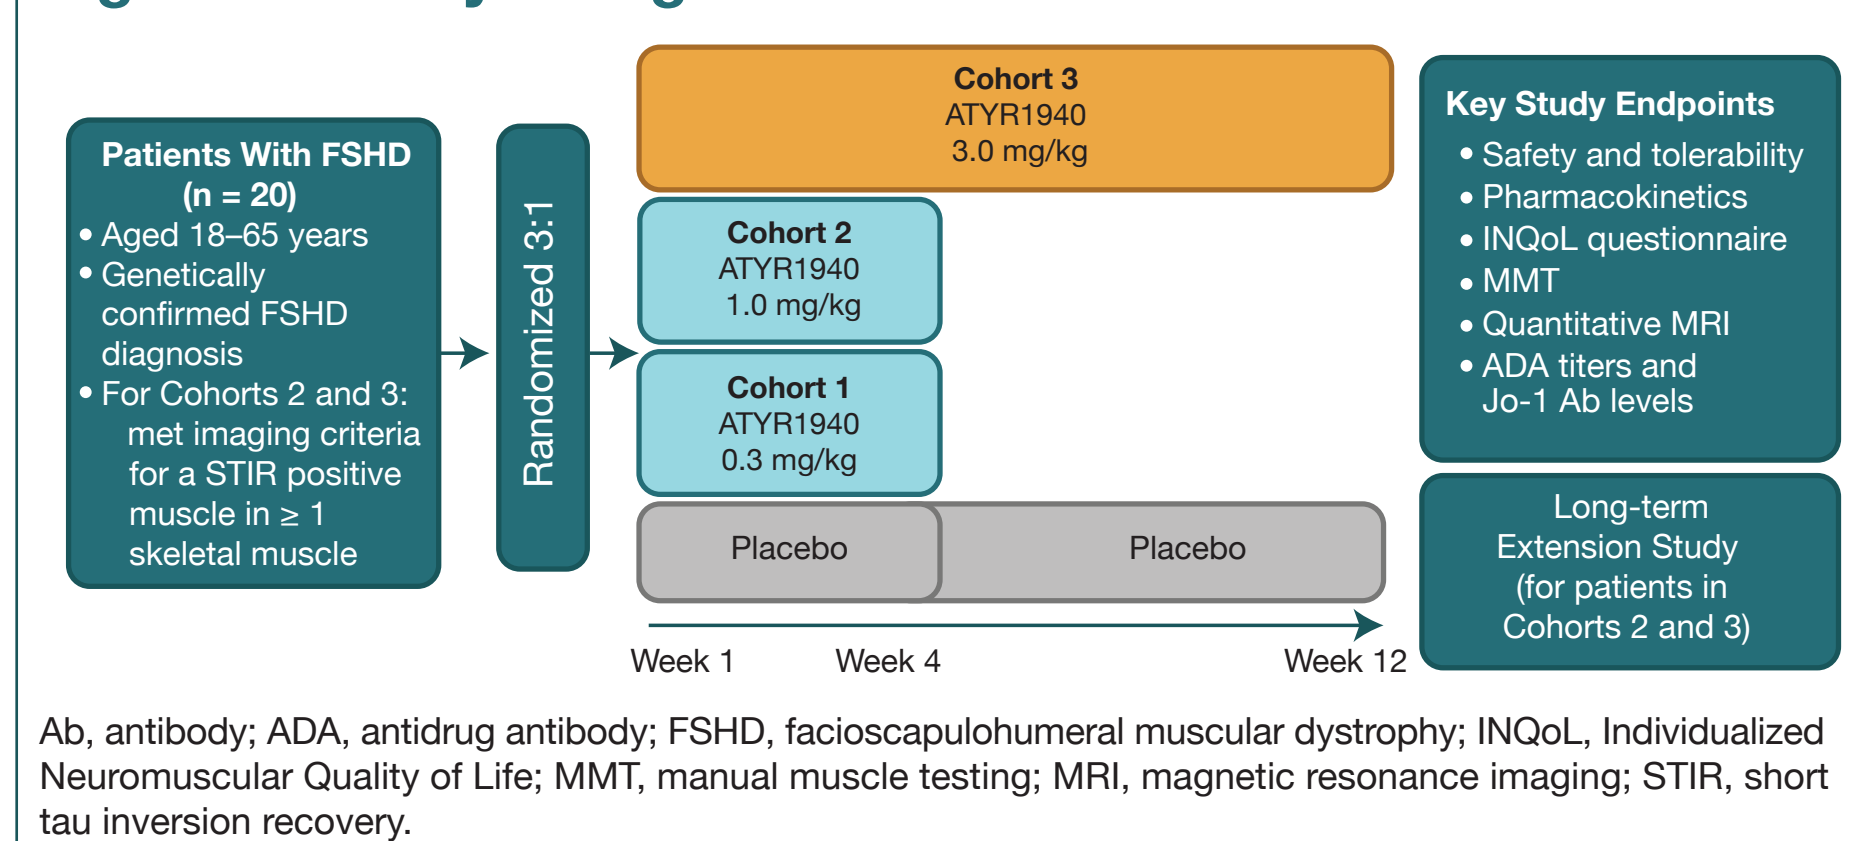 Patients With FSHD
(n = 20)
• Aged 18–65 years
• Genetically
confirmed FSHD
diagnosis
• For Cohorts 2 and 3:
met imaging criteria
for a STIR positive
muscle in ≥ 1
skeletal muscle
Randomized 3:1
Cohort 3
ATYR1940
3.0 mg/kg
Cohort 2
ATYR1940
1.0 mg/kg
Cohort 1
ATYR1940
0.3 mg/kg
Placebo
Placebo
Week 1
Week 4
Week 12
Key Study Endpoints
• Safety and tolerability
• Pharmacokinetics
• INQoL questionnaire
• MMT
• Quantitative MRI
• ADA titers and
Jo-1 Ab levels
Long-term
Extension Study
(for patients in
Cohorts 2 and 3)
Ab, antibody; ADA, antidrug antibody; FSHD, facioscapulohumeral muscular dystrophy; INQoL, Individualized
Neuromuscular Quality of Life; MMT, manual muscle testing; MRI, magnetic resonance imaging; STIR, short
tau inversion recovery.